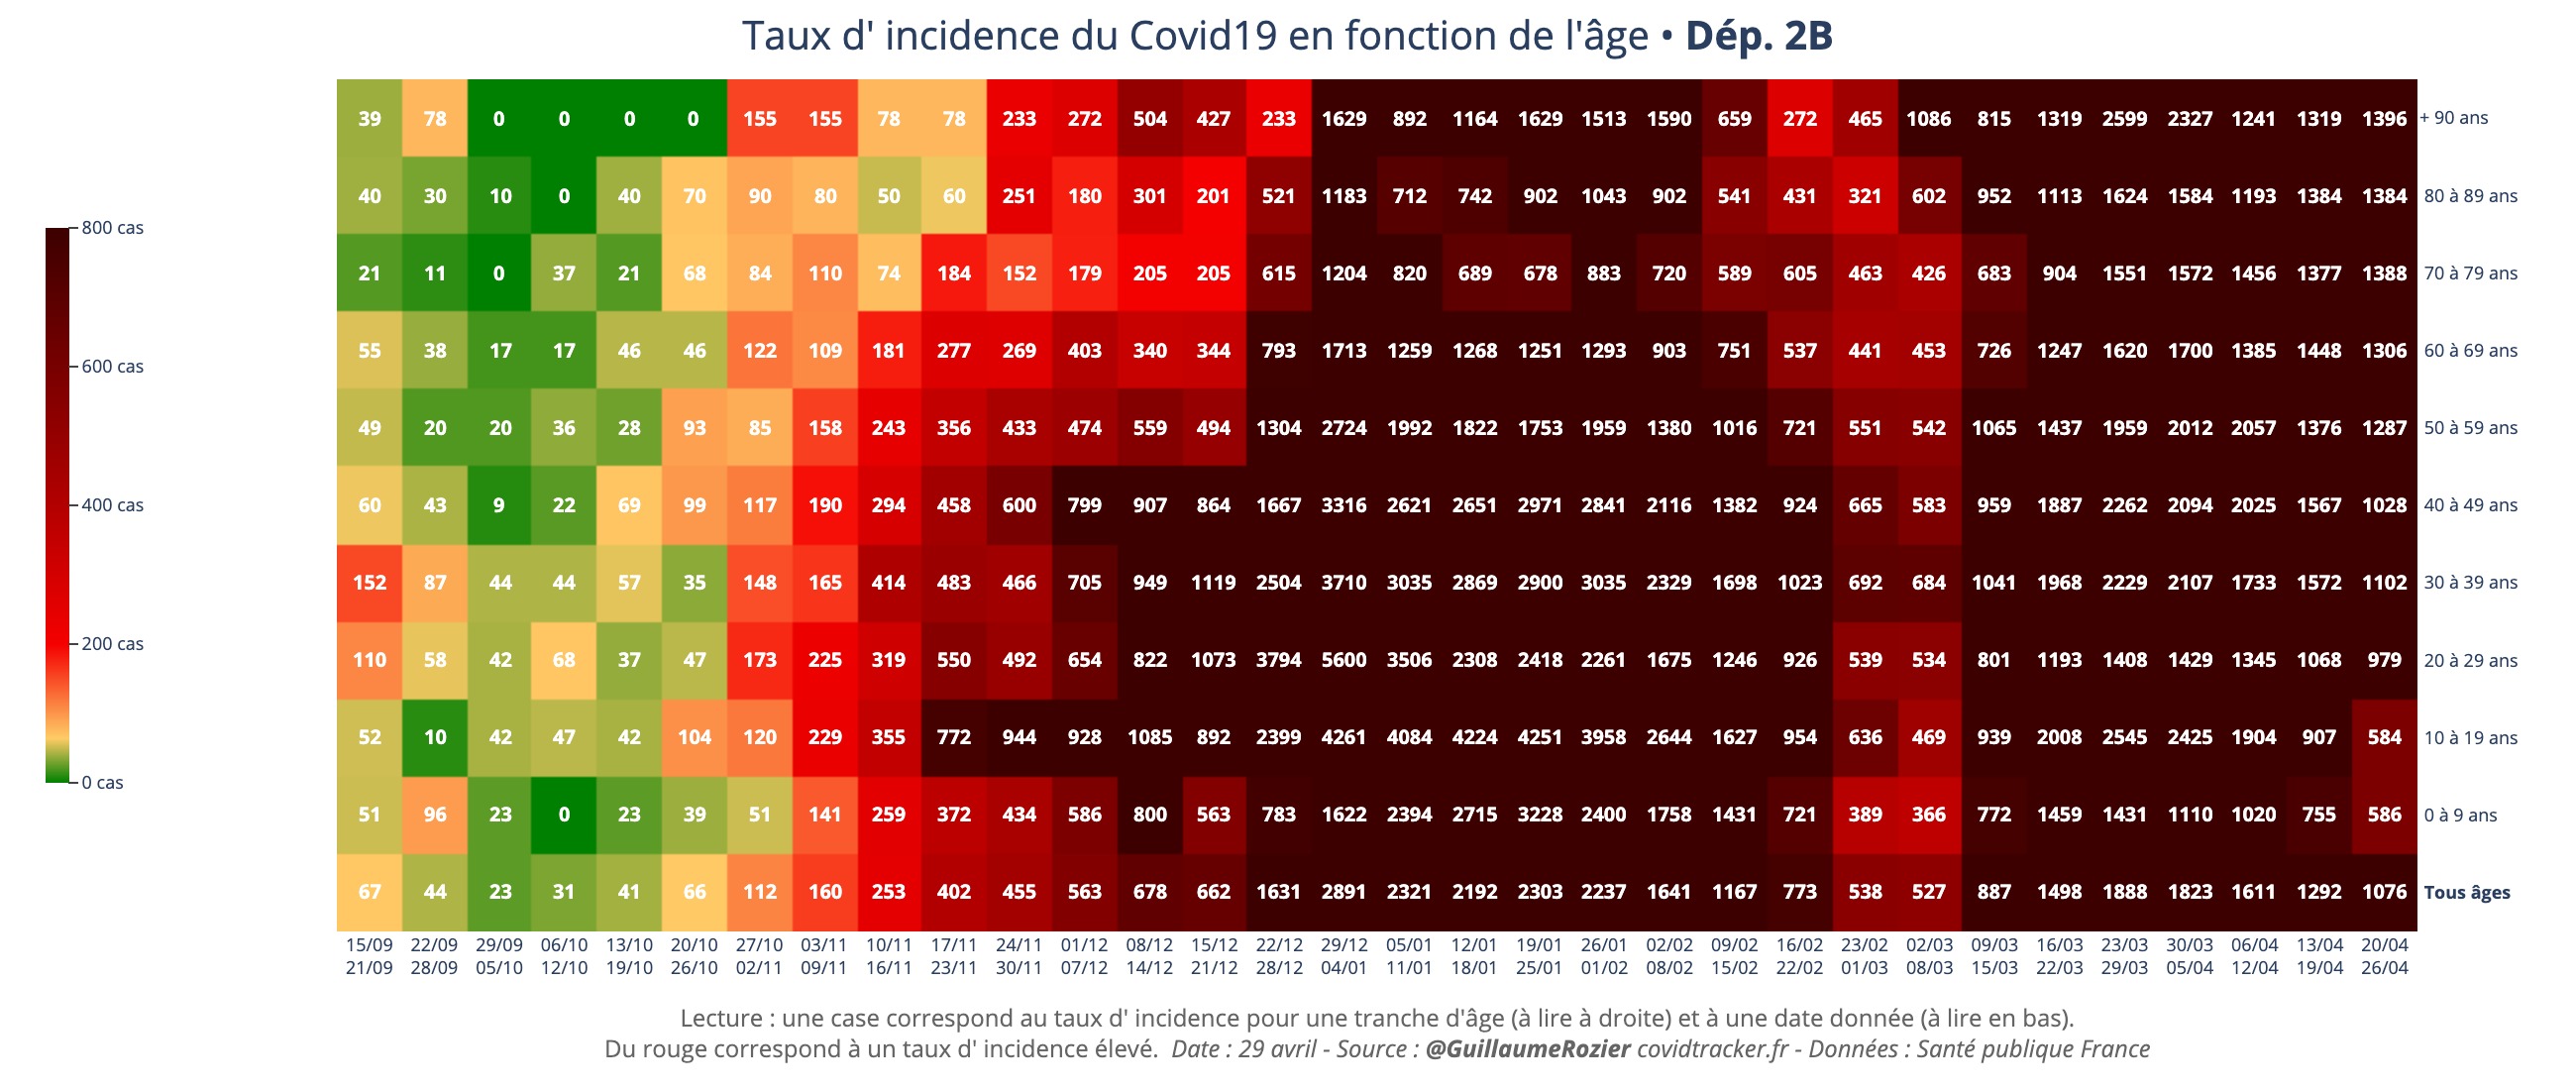 Taux d' incidence du Covid19 en fonction de l'âge • Dép. 2B
39 78 0 0 0 0 155 155 78 78 233 272 504 427 233 1629 892 1164 1629 1513 1590 659 272 465 1086 815 1319 2599 2327 1241 1319 1396 + 90 ans
40 30 10 0 40 70 90 80 50 60 251 180 301 201 521 1183 712 742 902 1043 902 541 431 321 602 952 1113 1624 1584 1193 1384 1384 80 à 89 ans
800 cas
21 11 0 37 21 68 84 110 74 184 152 179 205 205 615 1204 820 689 678 883 720 589 605 463 426 683 904 1551 1572 1456 1377 1388 70 à 79 ans
55 38 17 17 46 46 122 109 181 277 269 403 340 344 793 1713 1259 1268 1251 1293 903 751 537 441 453 726 1247 1620 1700 1385 1448 1306 60 à 69 ans
600 cas
49 20 20 36 28 93 85 158 243 356 433 474 559 494 1304 2724 1992 1822 1753 1959 1380 1016 721 551 542 1065 1437 1959 2012 2057 1376 1287 50 à 59 ans
400 cas
60 43 9 22 69 99 117 190 294 458 600 799 907 864 1667 3316 2621 2651 2971 2841 2116 1382 924 665 583 959 1887 2262 2094 2025 1567 1028 40 à 49 ans
152 87 44 44 57 35 148 165 414 483 466 705 949 1119 2504 3710 3035 2869 2900 3035 2329 1698 1023 692 684 1041 1968 2229 2107 1733 1572 1102 30 à 39 ans
200 cas
110 58 42 68 37 47 173 225 319 550 492 654 822 1073 3794 5600 3506 2308 2418 2261 1675 1246 926 539 534 801 1193 1408 1429 1345 1068 979 20 à 29 ans
52 10 42 47 42 104 120 229 355 772 944 928 1085 892 2399 4261 4084 4224 4251 3958 2644 1627 954 636 469 939 2008 2545 2425 1904 907 584 10 à 19 ans
0 cas
51 96 23 0 23 39 51 141 259 372 434 586 800 563 783 1622 2394 2715 3228 2400 1758 1431 721 389 366 772 1459 1431 1110 1020 755 586 0 à 9 ans
67 44 23 31 41 66 112 160 253 402 455 563 678 662 1631 2891 2321 2192 2303 2237 1641 1167 773 538 527 887 1498 1888 1823 1611 1292 1076 Tous âges
15/09 22/09 29/09 06/10 13/10 20/10 27/10 03/11 10/11 17/11 24/11 01/12 08/12 15/12 22/12 29/12 05/01 12/01 19/01 26/01 02/02 09/02 16/02 23/02 02/03 09/03 16/03 23/03 30/03 06/04 13/04 20/04
21/09 28/09 05/10 12/10 19/10 26/10 02/11 09/11 16/11 23/11 30/11 07/12 14/12 21/12 28/12 04/01 11/01 18/01 25/01 01/02 08/02 15/02 22/02 01/03 08/03 15/03 22/03 29/03 05/04 12/04 19/04 26/04
Lecture : une case correspond au taux d' incidence pour une tranche d'âge (à lire à droite) et à une date donnée (à lire en bas).
Du rouge correspond à un taux d' incidence élevé. Date : 29 avril - Source : @GuillaumeRozier covidtracker.fr - Données : Santé publique France